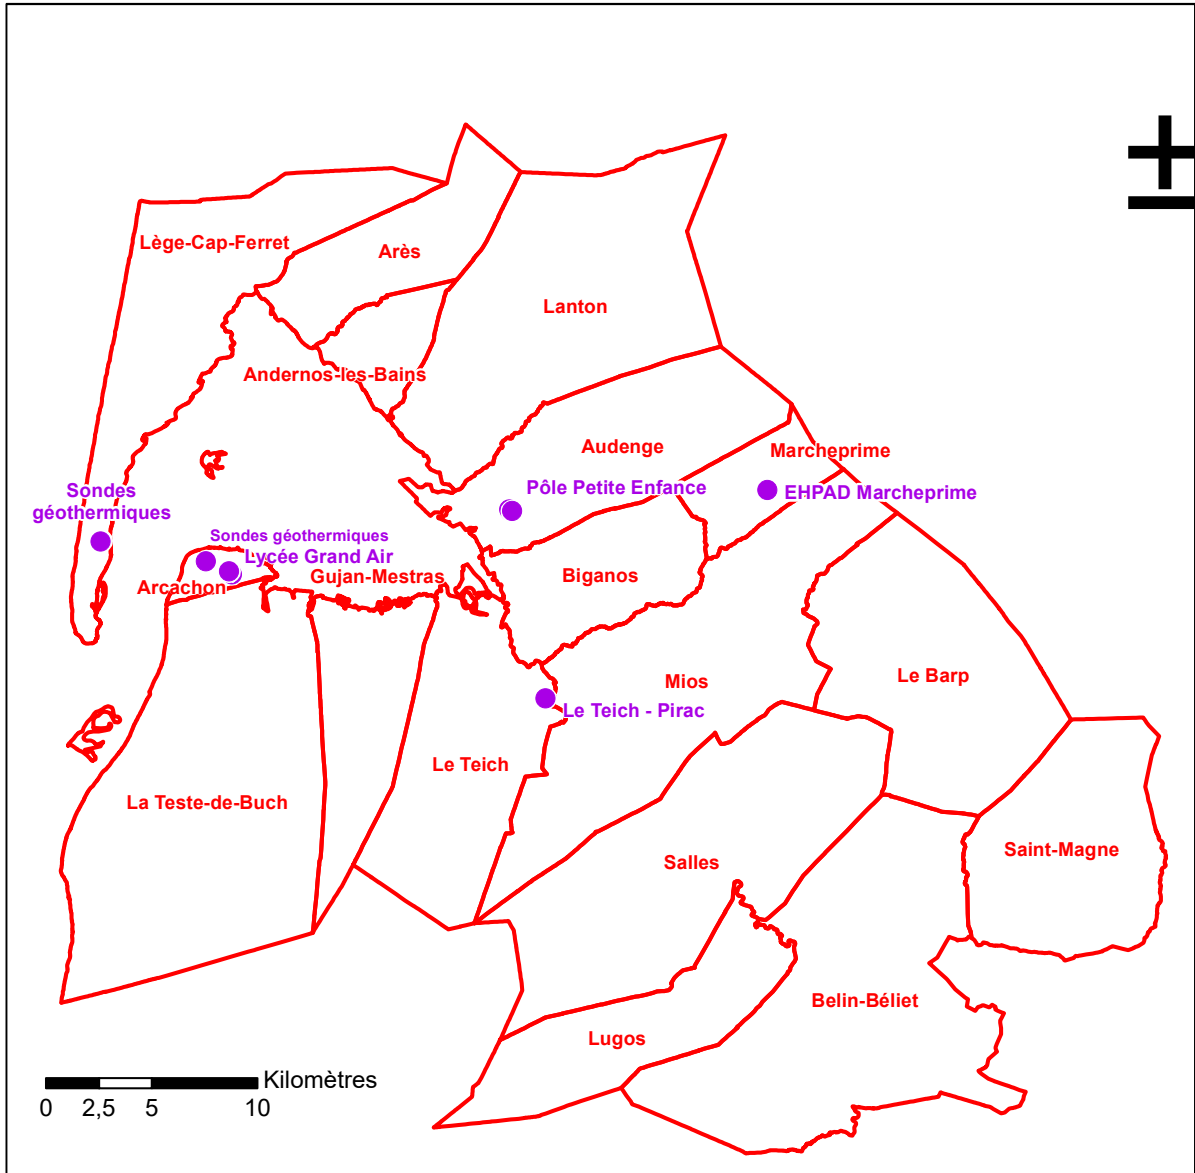 Lège-Cap-Ferret
Arès
Lanton
Andernos-les-Bains
Audenge
Marcheprime
Sondes
géothermiques
Pôle Petite Enfance
EHPAD Marcheprime
Sondes géothermiques
Lycée Grand Air
Arcachon
Gujan-Mestras
Biganos
Mios
Le Barp
Le Teich - Pirac
Le Teich
La Teste-de-Buch
Salles
Saint-Magne
Belin-Béliet
Lugos
Kilomètres
0 2,5 5 10